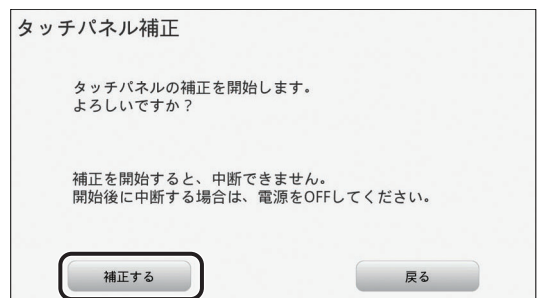 タッチパネル補正
タッチパネルの補正を開始します。
よろしいですか？
補正を開始すると、中断できません。
開始後に中断する場合は、電源をOFFしてください。
補正する
戻る